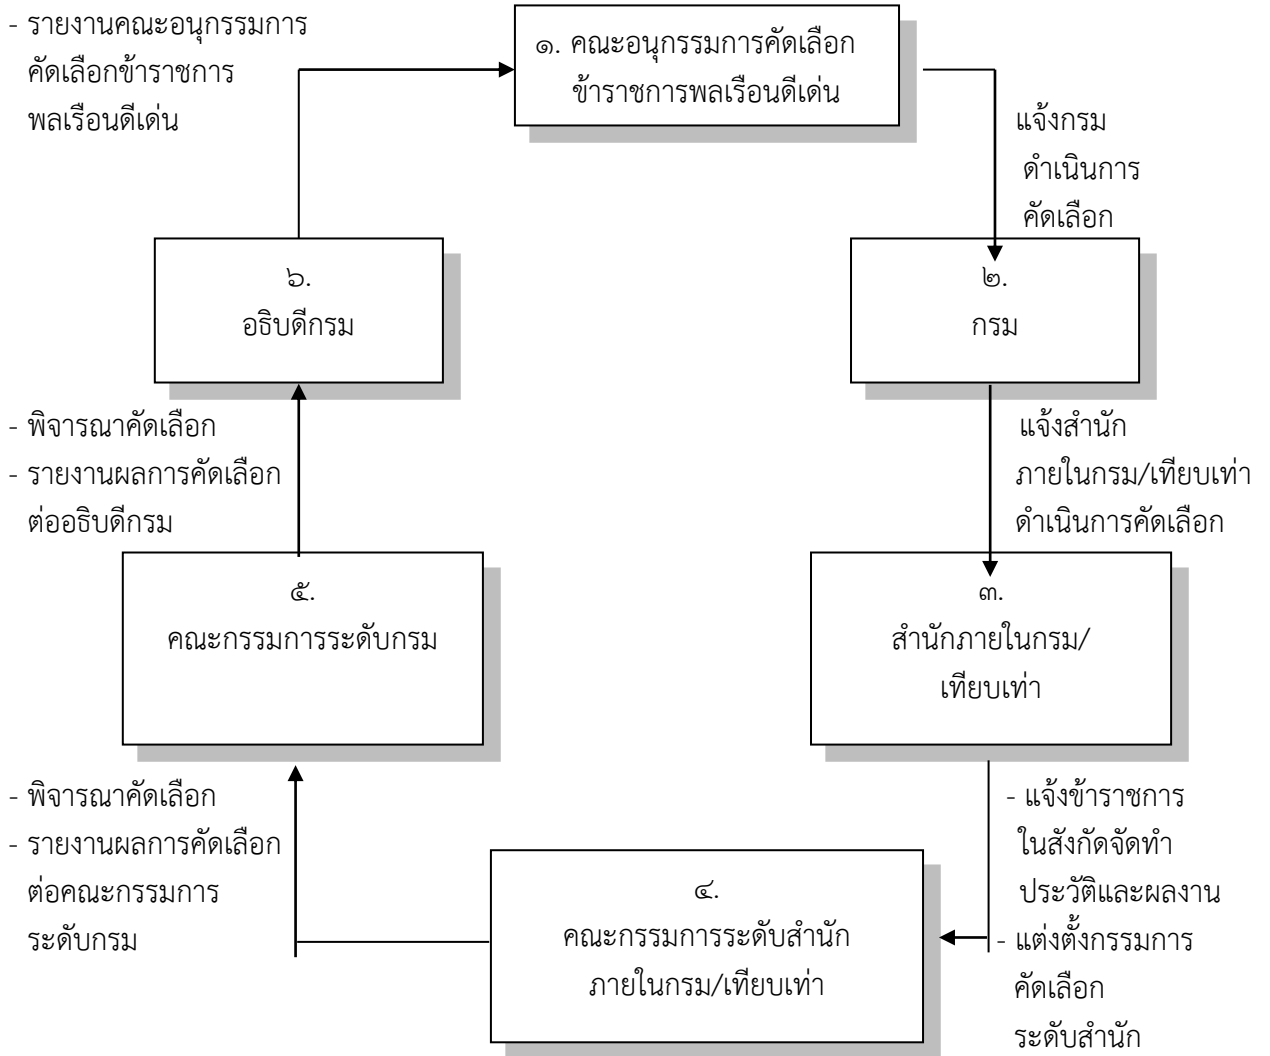 - รายงานคณะอนุกรรมการ
คัดเลือกข้าราชการ
พลเรือนดีเด่น
๑. คณะอนุกรรมการคัดเลือก
ข้าราชการพลเรือนดีเด่น
แจ้งกรม
ดำเนินการ
คัดเลือก
๖.
อธิบดีกรม
๒.
กรม
- พิจารณาคัดเลือก
- รายงานผลการคัดเลือก
ต่ออธิบดีกรม
แจ้งสำนัก
ภายในกรม/เทียบเท่า
ดำเนินการคัดเลือก
๕.
คณะกรรมการระดับกรม
๓.
สำนักภายในกรม/
เทียบเท่า
- พิจารณาคัดเลือก
- รายงานผลการคัดเลือก
ต่อคณะกรรมการ
ระดับกรม
๔.
คณะกรรมการระดับสำนัก
ภายในกรม/เทียบเท่า
- แจ้งข้าราชการ
ในสังกัดจัดทำ
ประวัติและผลงาน
- แต่งตั้งกรรมการ
คัดเลือก
ระดับสำนัก